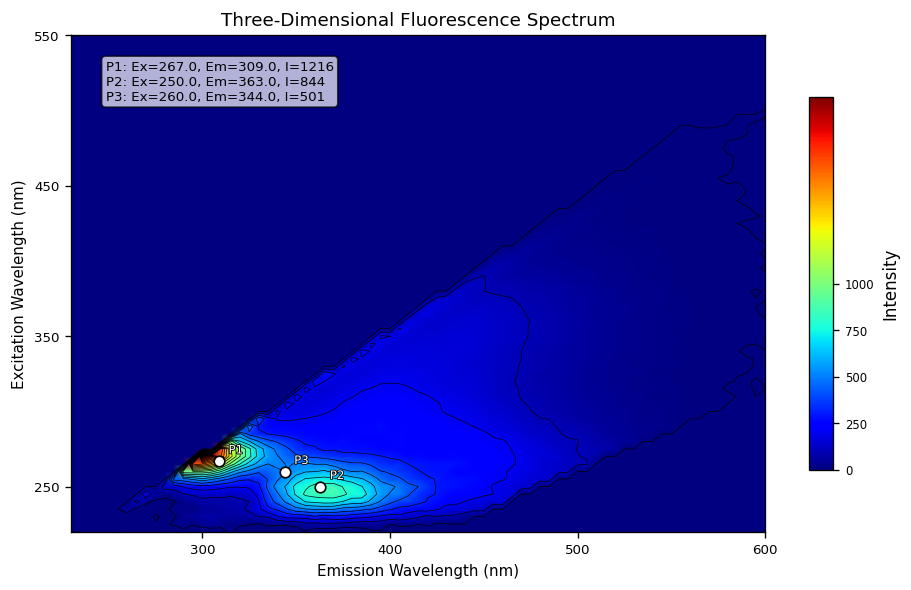 Three-Dimensional Fluorescence Spectrum
550
P1: Ex=267.0, Em=309.0, I=1216
P2: Ex=250.0, Em=363.0, I=844
P3: Ex=260.0, Em=344.0, I=501
450
350
250
Excitation Wavelength (nm)
P1
P3
P2
300
400
500
600
Emission Wavelength (nm)
1000
750
500
250
0
Intensity